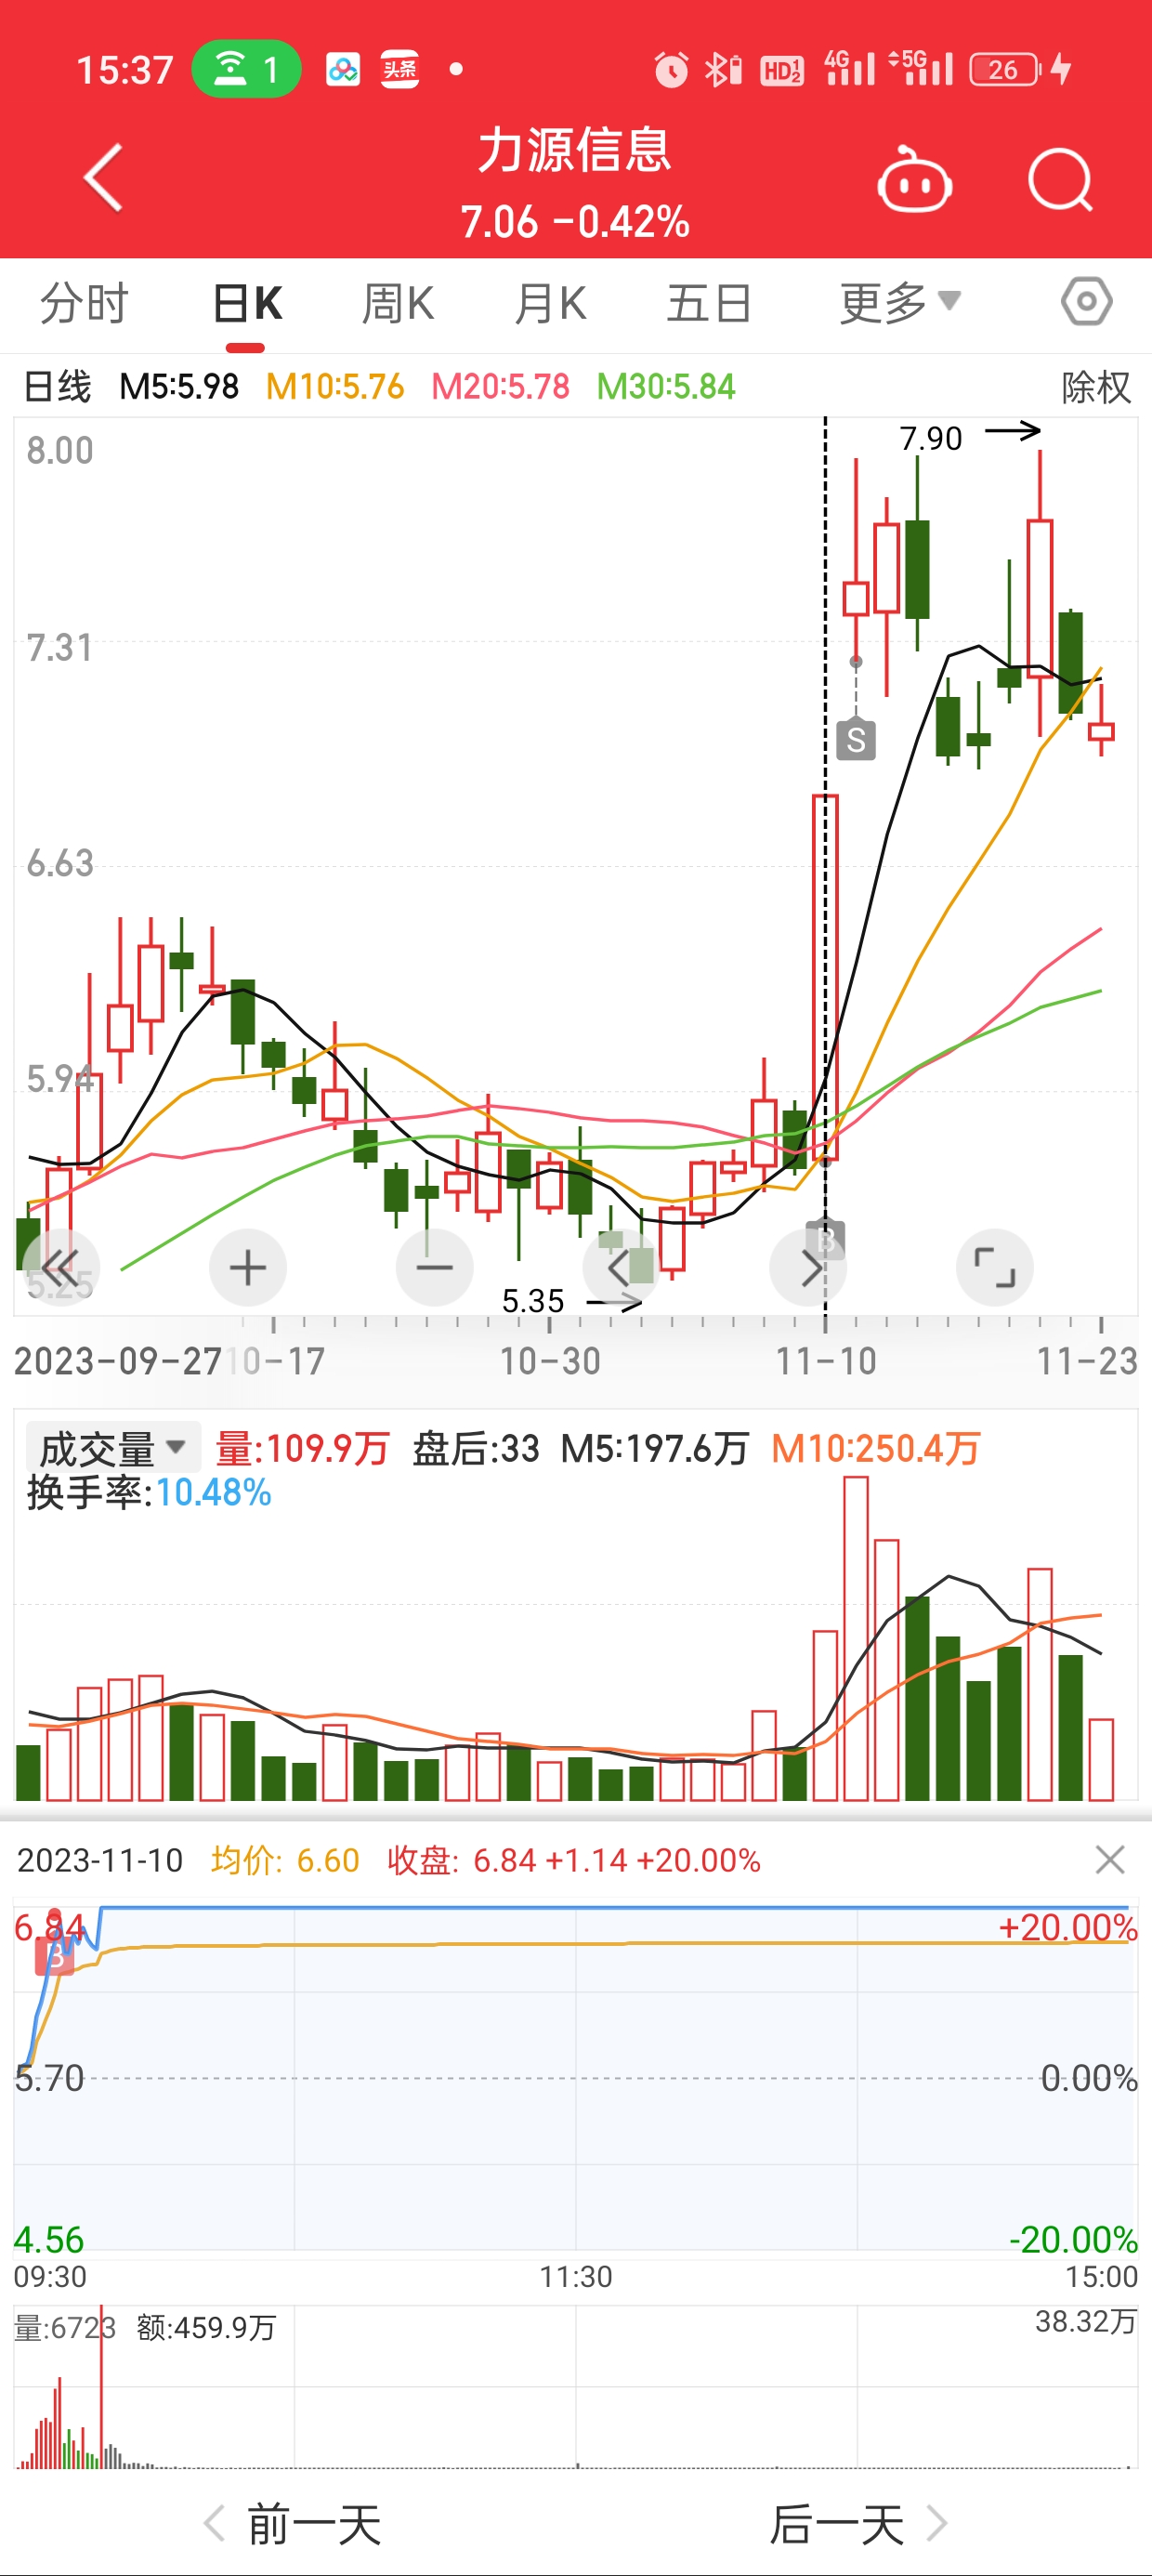 15:37 1 头条 HD 1 2 4G 5G 26
力源信息
7.06 -0.42%
分时 日K 周K 月K 五日 更多
日线 M5:5.98 M10:5.76 M20:5.78 M30:5.84 除权
8.00
7.90
7.31
S
6.63
5.94
B
5.25
5.35
2023-09-27 10-17 10-30 11-10 11-23
成交量 量:109.9万 盘后:33 M5:197.6万 M10:250.4万
换手率:10.48%
2023-11-10 均价: 6.60 收盘: 6.84 +1.14 +20.00%
6.84 +20.00%
B
5.70 0.00%
4.56 -20.00%
09:30 11:30 15:00
量:6723 额:459.9万 38.32万
前一天 后一天